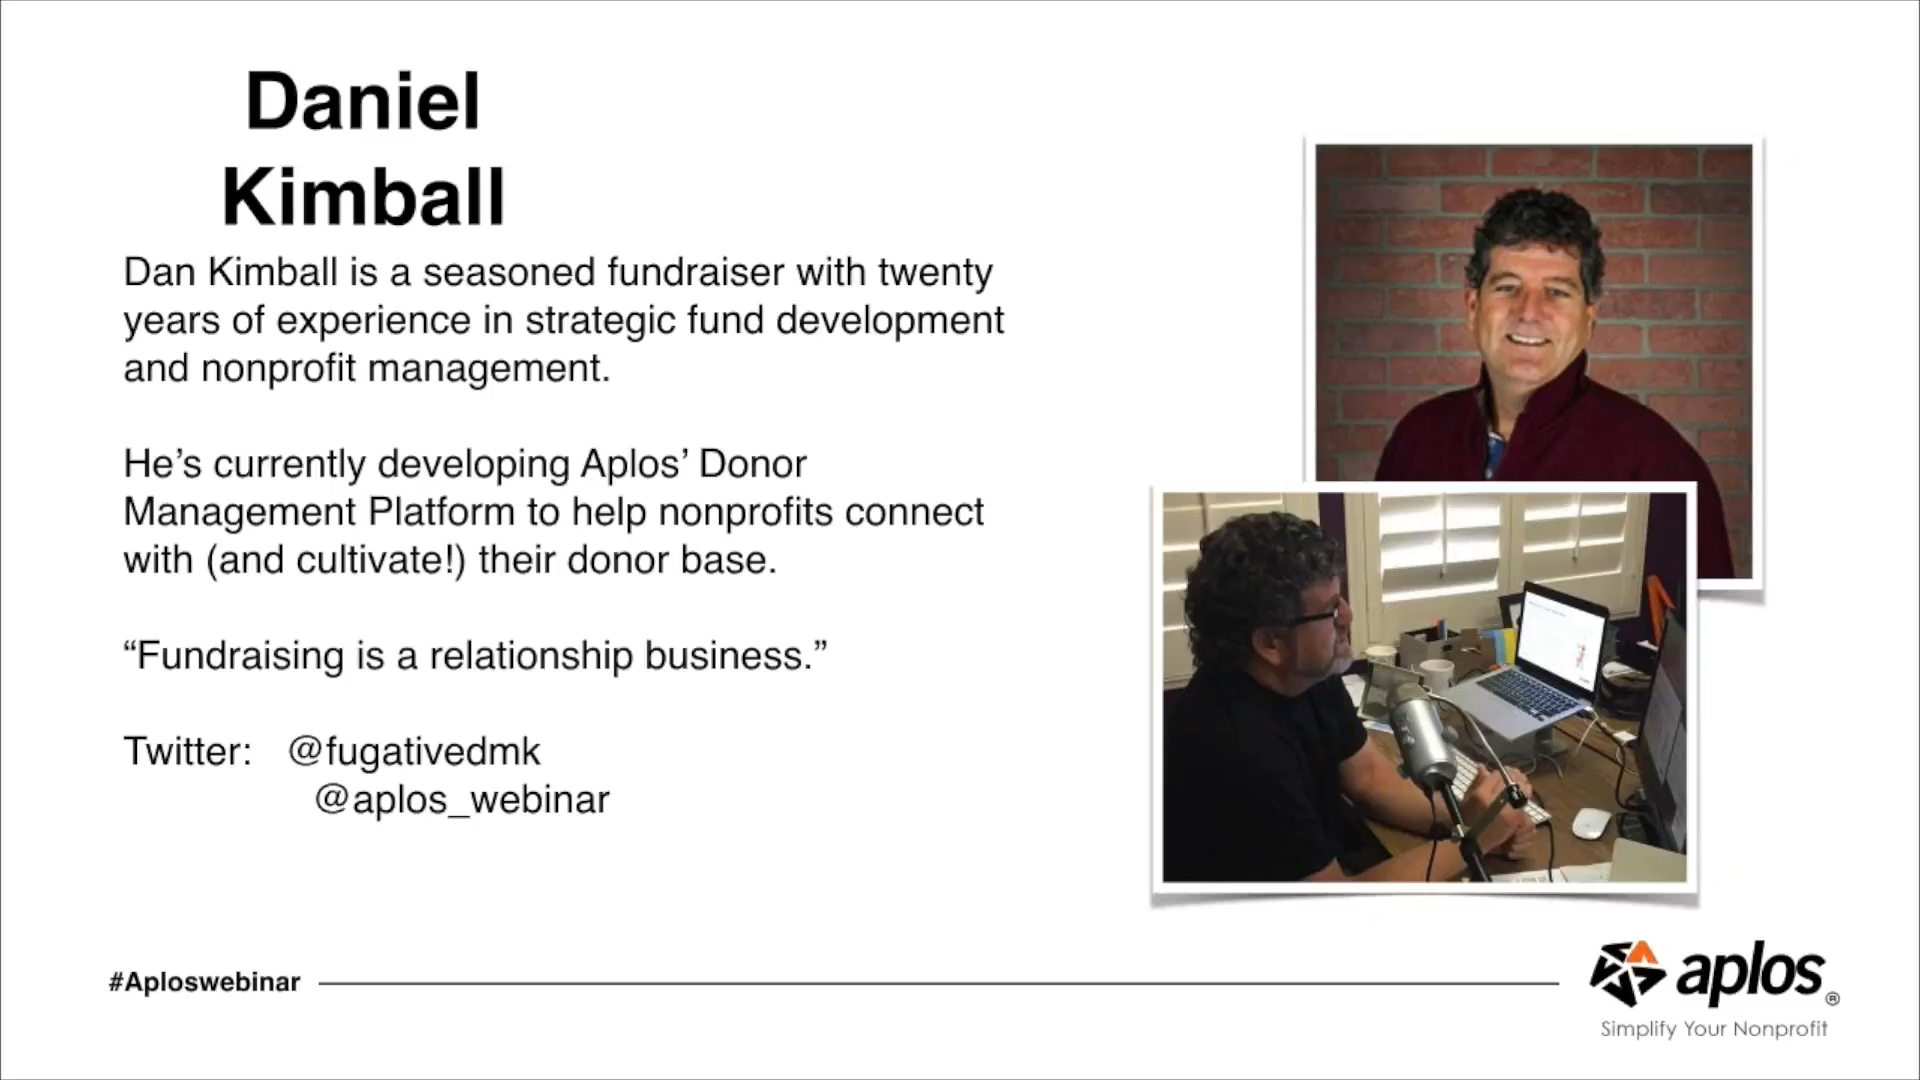 Daniel
Kimball
Dan Kimball is a seasoned fundraiser with twenty
years of experience in strategic fund development
and nonprofit management.
He’s currently developing Aplos’ Donor
Management Platform to help nonprofits connect
with (and cultivate!) their donor base.
“Fundraising is a relationship business.”
Twitter: @fugativedmk
@aplos_webinar
#Aploswebinar
aplos®
Simplify Your Nonprofit